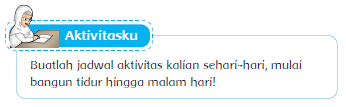 Aktivitasku
Buatlah jadwal aktivitas kalian sehari-hari, mulai
bangun tidur hingga malam hari!